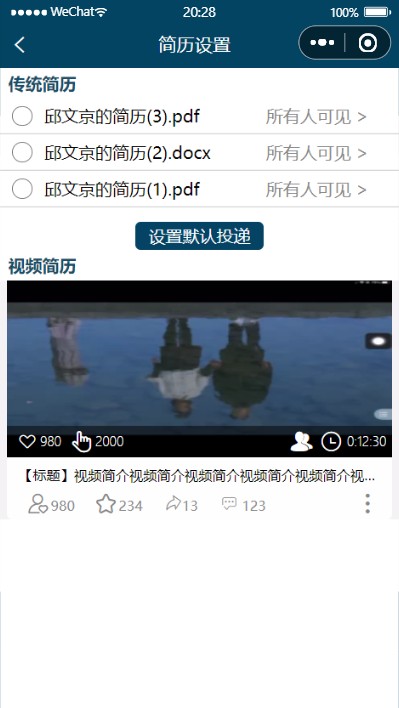 WeChat 20:28 100%
简历设置
传统简历
邱文京的简历(3).pdf 所有人可见 >
邱文京的简历(2).docx 所有人可见 >
邱文京的简历(1).pdf 所有人可见 >
设置默认投递
视频简历
980 2000 0:12:30
【标题】视频简介视频简介视频简介视频简介视频简介视...
980 234 13 123